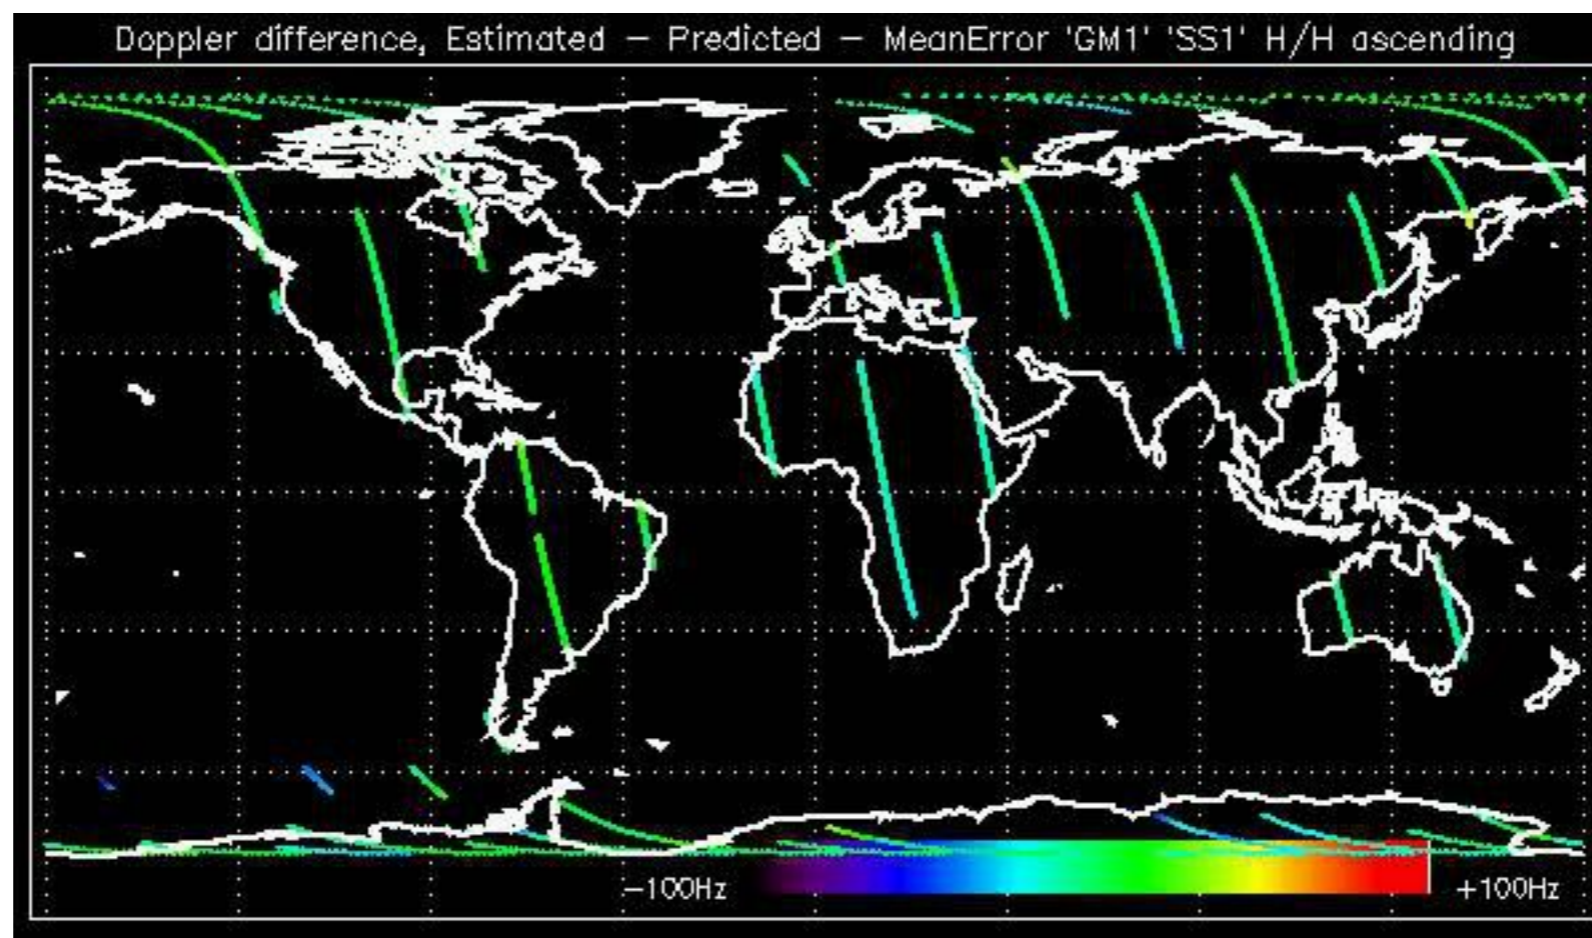 Doppler difference, Estimated – Predicted – MeanError 'GM1' 'SS1' H/H ascending
–100Hz +100Hz